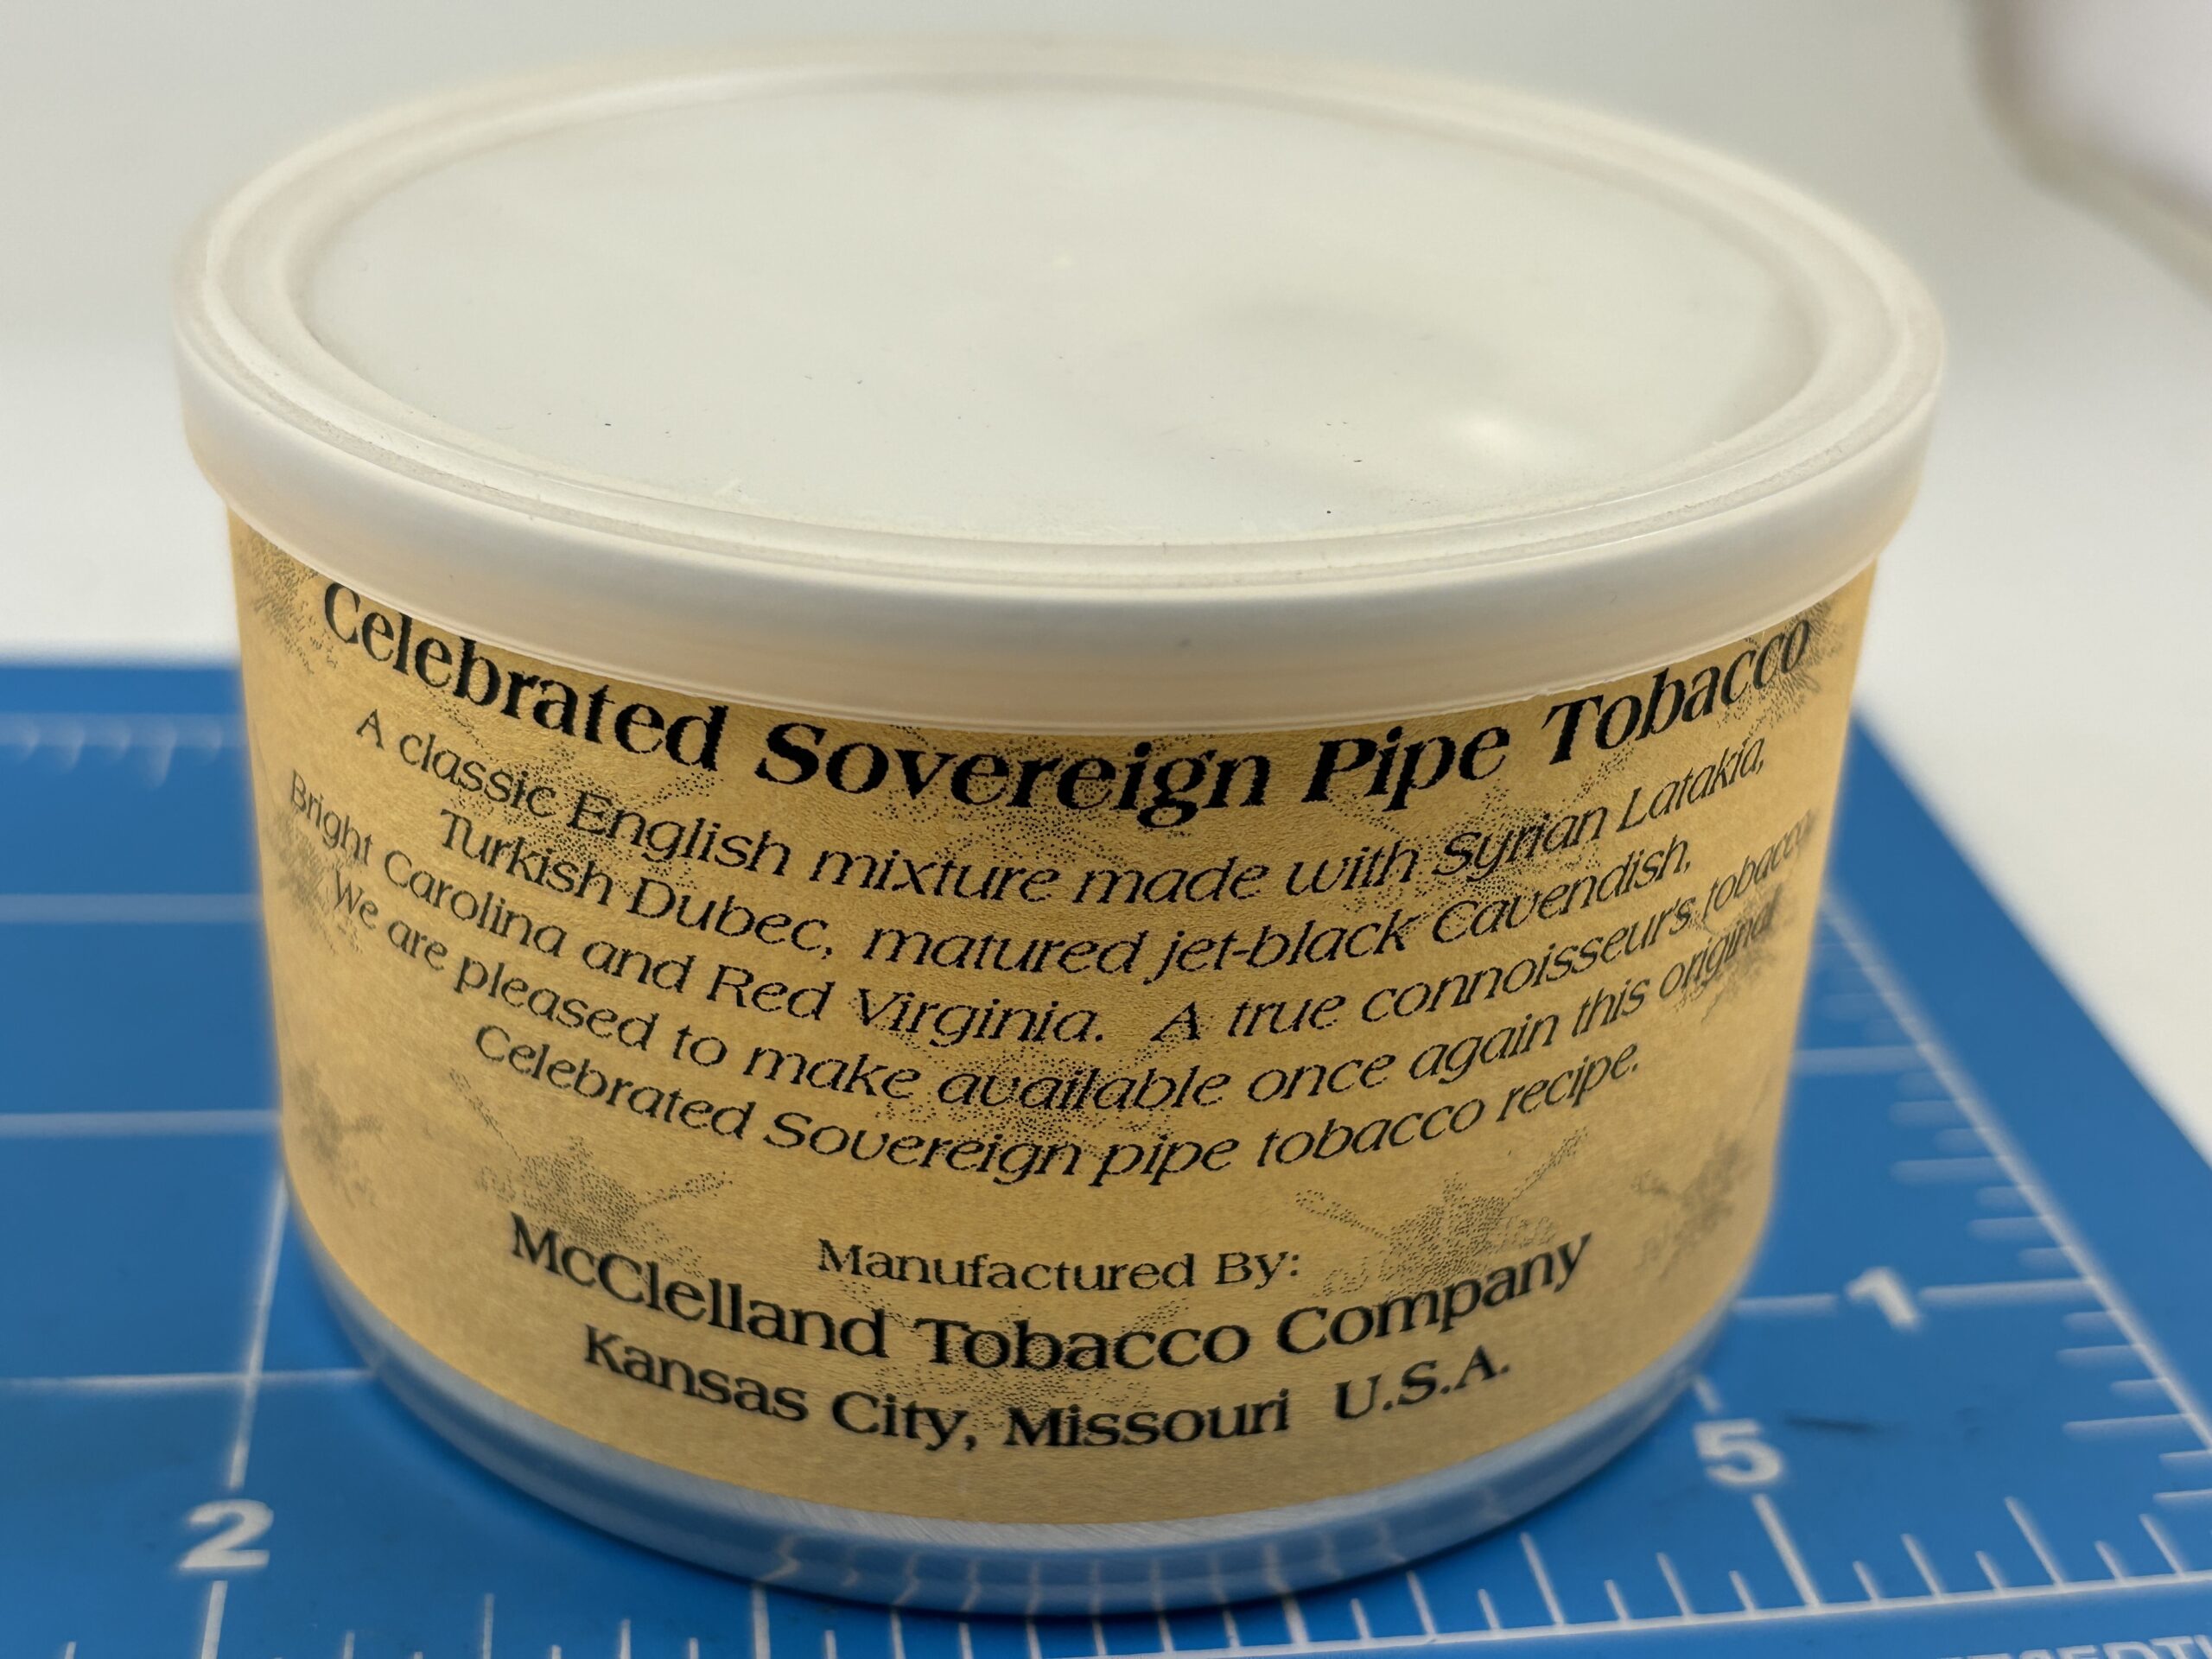 Celebrated Sovereign Pipe Tobacco
A classic English mixture made with Syrian Latakia,
Turkish Dubec, matured jet-black Cavendish,
Bright Carolina and Red Virginia.  A true connoisseur's tobacco.
We are pleased to make available once again this original
Celebrated Sovereign pipe tobacco recipe.
Manufactured By:
McClelland Tobacco Company
Kansas City, Missouri  U.S.A.
1
5
2